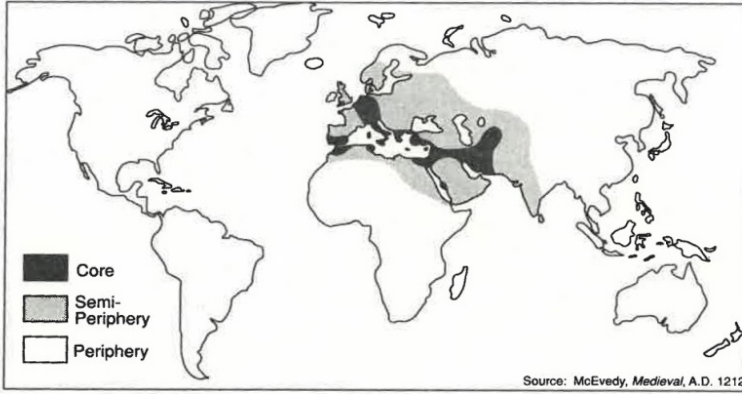 Core
Semi-
Periphery
Periphery
Source: McEvedy, Medieval, A.D. 1212